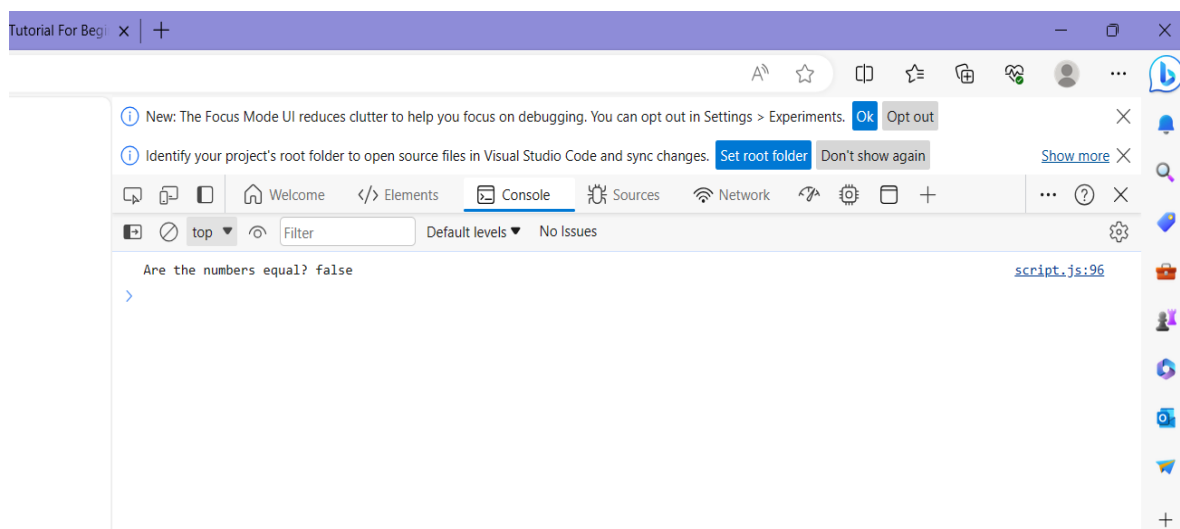 Tutorial For Begi
New: The Focus Mode UI reduces clutter to help you focus on debugging. You can opt out in Settings > Experiments. Ok Opt out
Identify your project's root folder to open source files in Visual Studio Code and sync changes. Set root folder Don't show again Show more
Welcome </> Elements Console Sources Network
top Filter Default levels No Issues
Are the numbers equal? false script.js:96